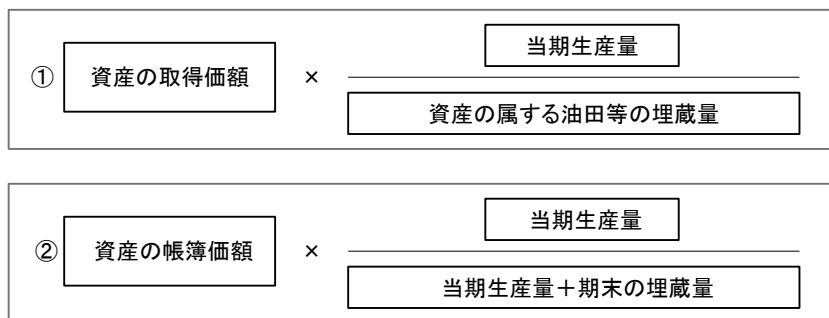 当期生産量
① 資産の取得価額 ×
資産の属する油田等の埋蔵量
当期生産量
② 資産の帳簿価額 ×
当期生産量＋期末の埋蔵量